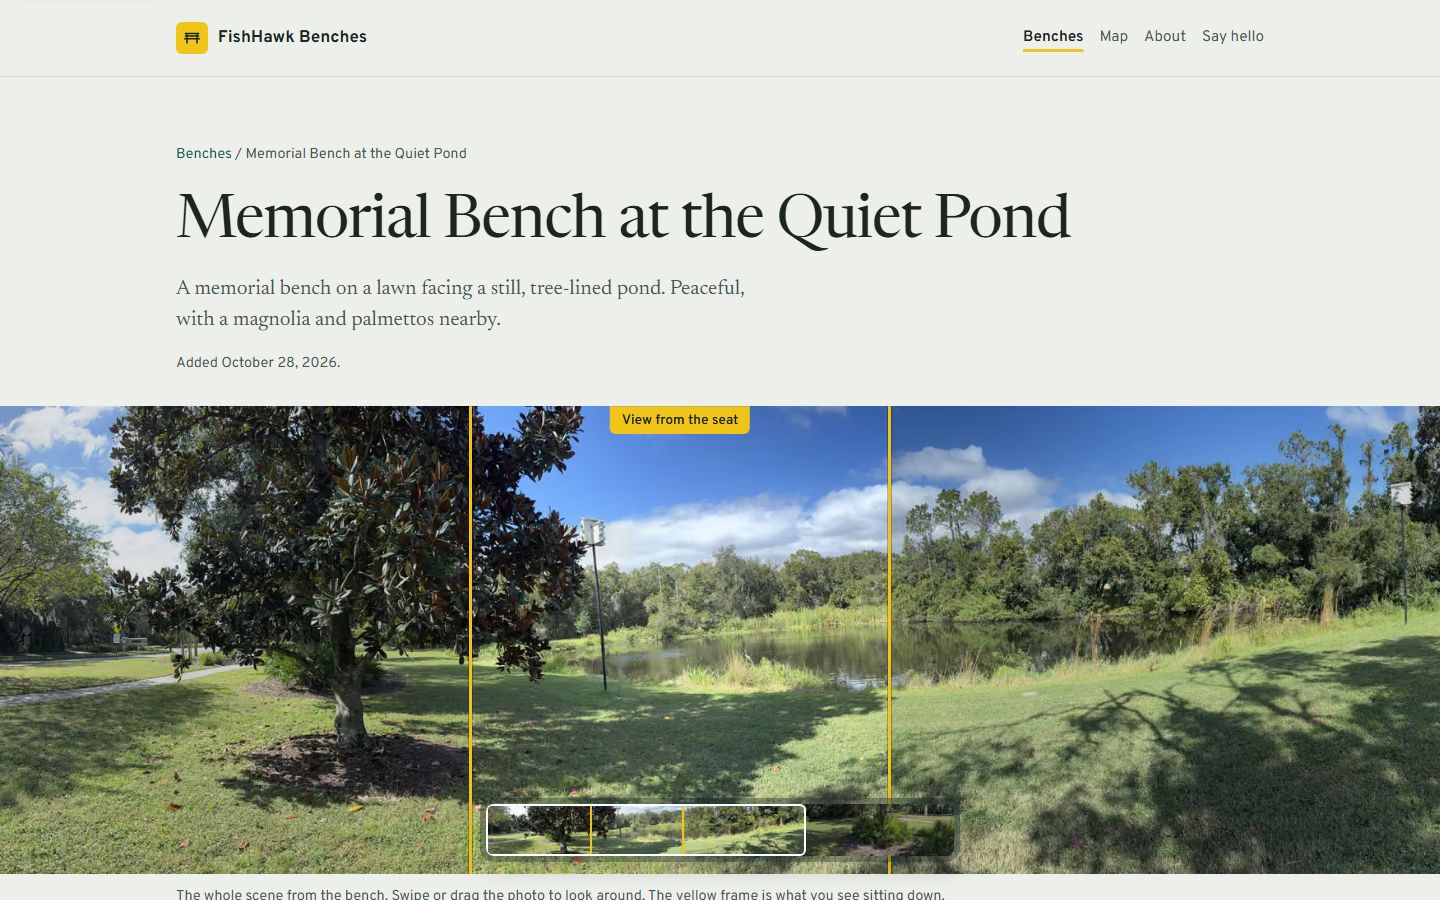 FishHawk Benches
Benches
Map
About
Say hello
Benches / Memorial Bench at the Quiet Pond
Memorial Bench at the Quiet Pond
A memorial bench on a lawn facing a still, tree-lined pond. Peaceful,
with a magnolia and palmettos nearby.
Added October 28, 2026.
View from the seat
The whole scene from the bench. Swipe or drag the photo to look around. The yellow frame is what you see sitting down.